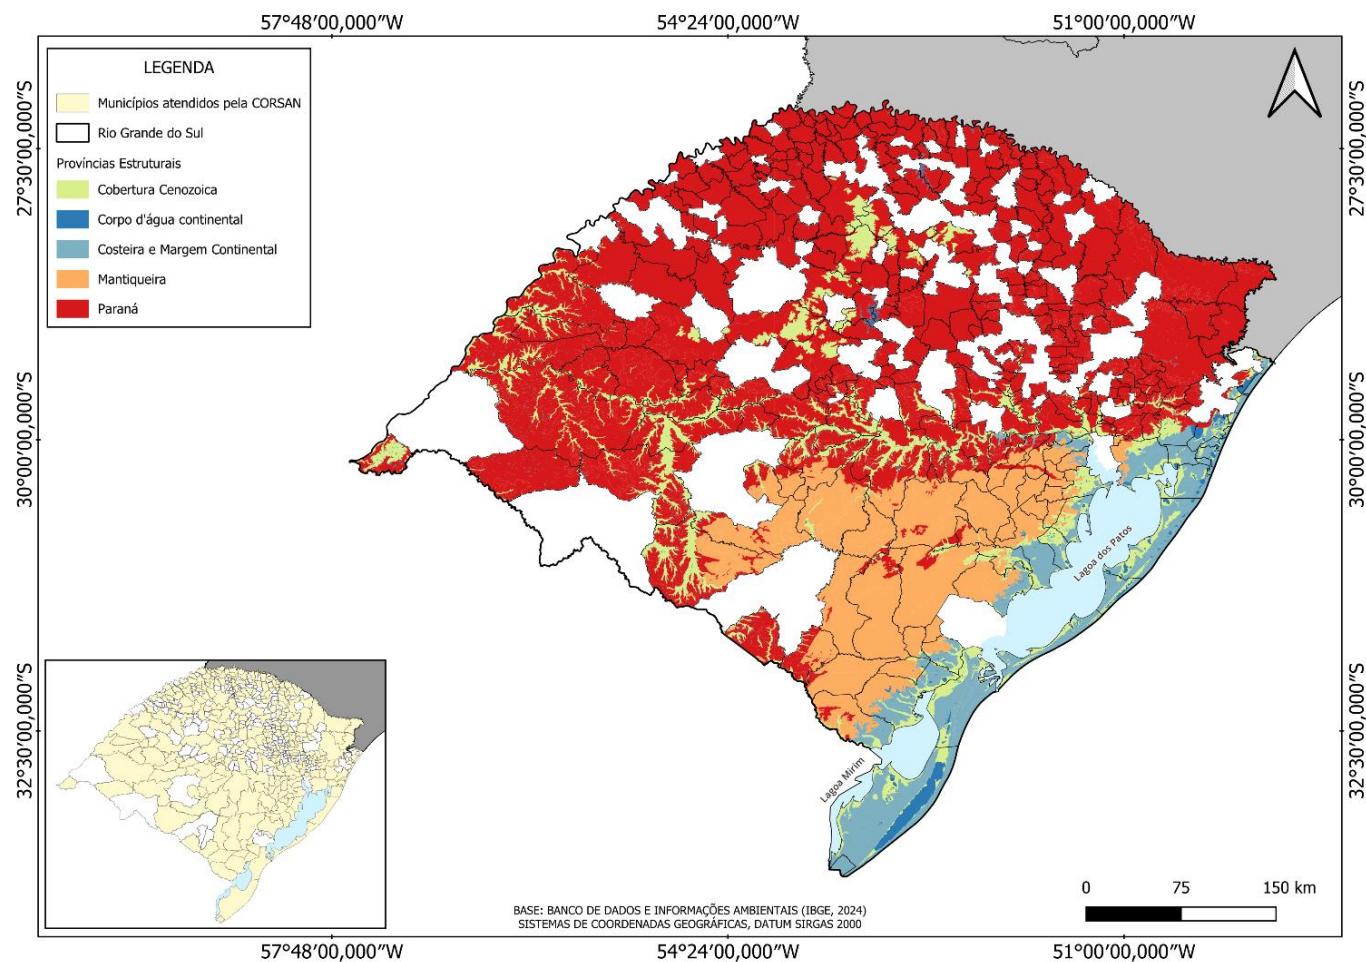 57°48'00,000"W
54°24'00,000"W
51°00'00,000"W
27°30'00,000"S
27°30'00,000"S
LEGENDA
Municípios atendidos pela CORSAN
Rio Grande do Sul
Províncias Estruturais
Cobertura Cenozoica
Corpo d'água continental
Costeira e Margem Continental
Mantiqueira
Paraná
30°00'00,000"S
30°00'00,000"S
Lagoa dos Patos
Lagoa Mirim
32°30'00,000"S
32°30'00,000"S
0 75 150 km
BASE: BANCO DE DADOS E INFORMAÇÕES AMBIENTAIS (IBGE, 2024)
SISTEMAS DE COORDENADAS GEOGRÁFICAS, DATUM SIRGAS 2000
57°48'00,000"W
54°24'00,000"W
51°00'00,000"W